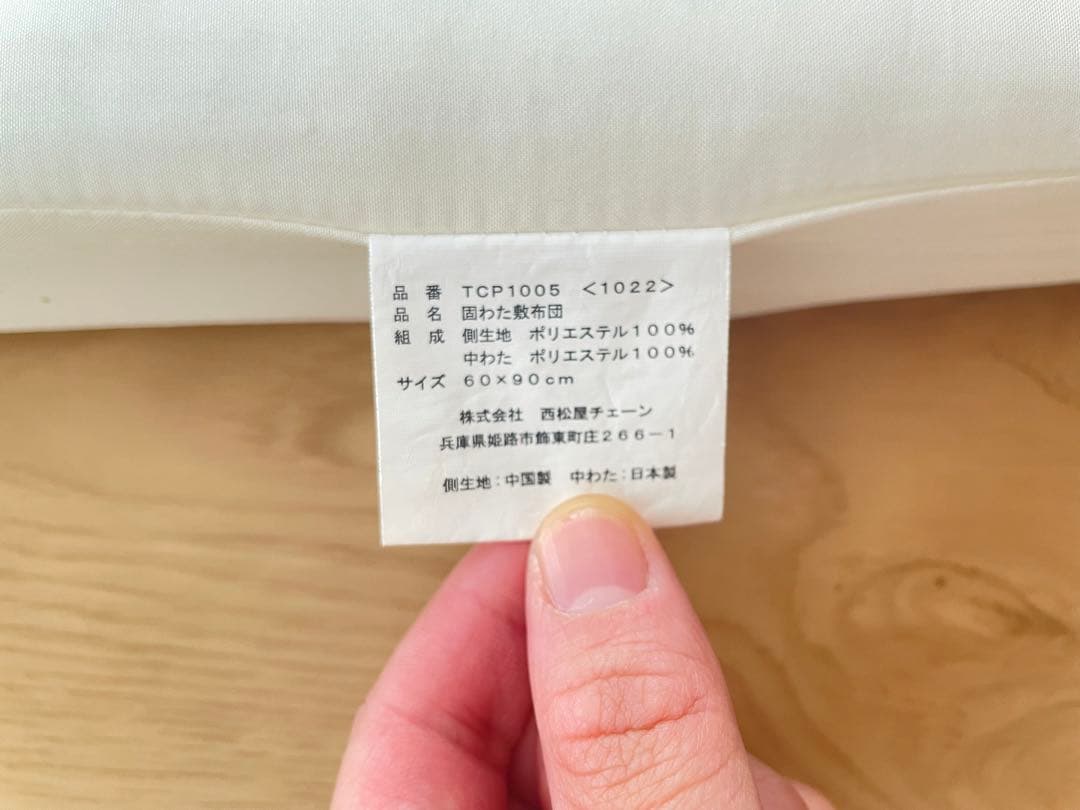 品番 TCP1005 <1022>
品名 固わた敷布団
組成 側生地 ポリエステル100%
中わた ポリエステル100%
サイズ 60×90cm
株式会社 西松屋チェーン
兵庫県姫路市飾東町庄266-1
側生地:中国製 中わた:日本製